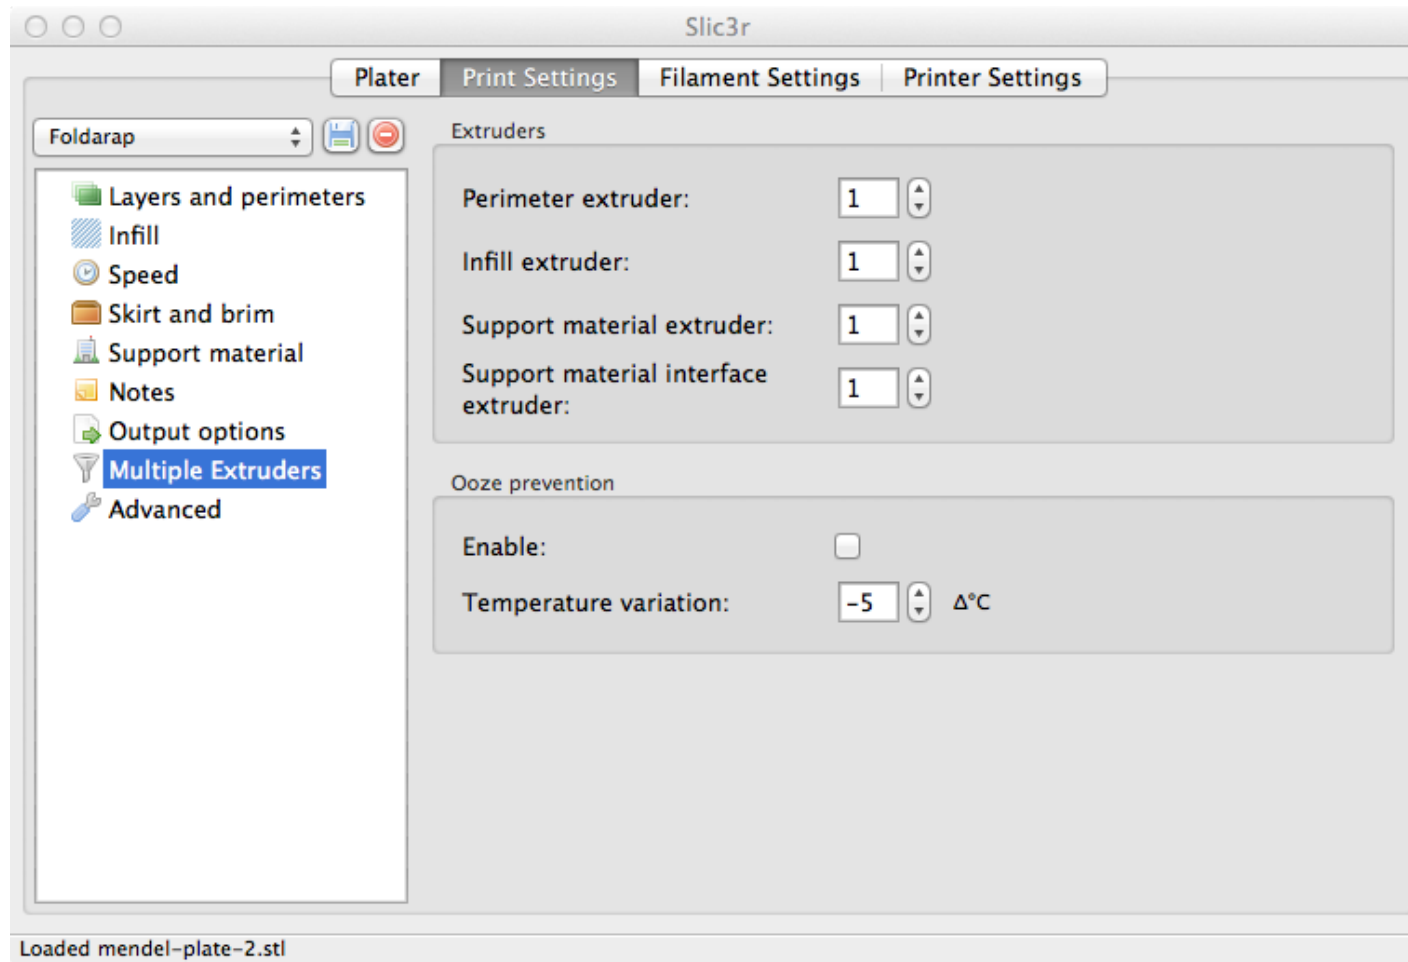 Slic3r
Plater
Print Settings
Filament Settings
Printer Settings
Foldarap
Layers and perimeters
Infill
Speed
Skirt and brim
Support material
Notes
Output options
Multiple Extruders
Advanced
Extruders
Perimeter extruder: 1
Infill extruder: 1
Support material extruder: 1
Support material interface
extruder: 1
Ooze prevention
Enable:
Temperature variation: -5 Δ°C
Loaded mendel-plate-2.stl